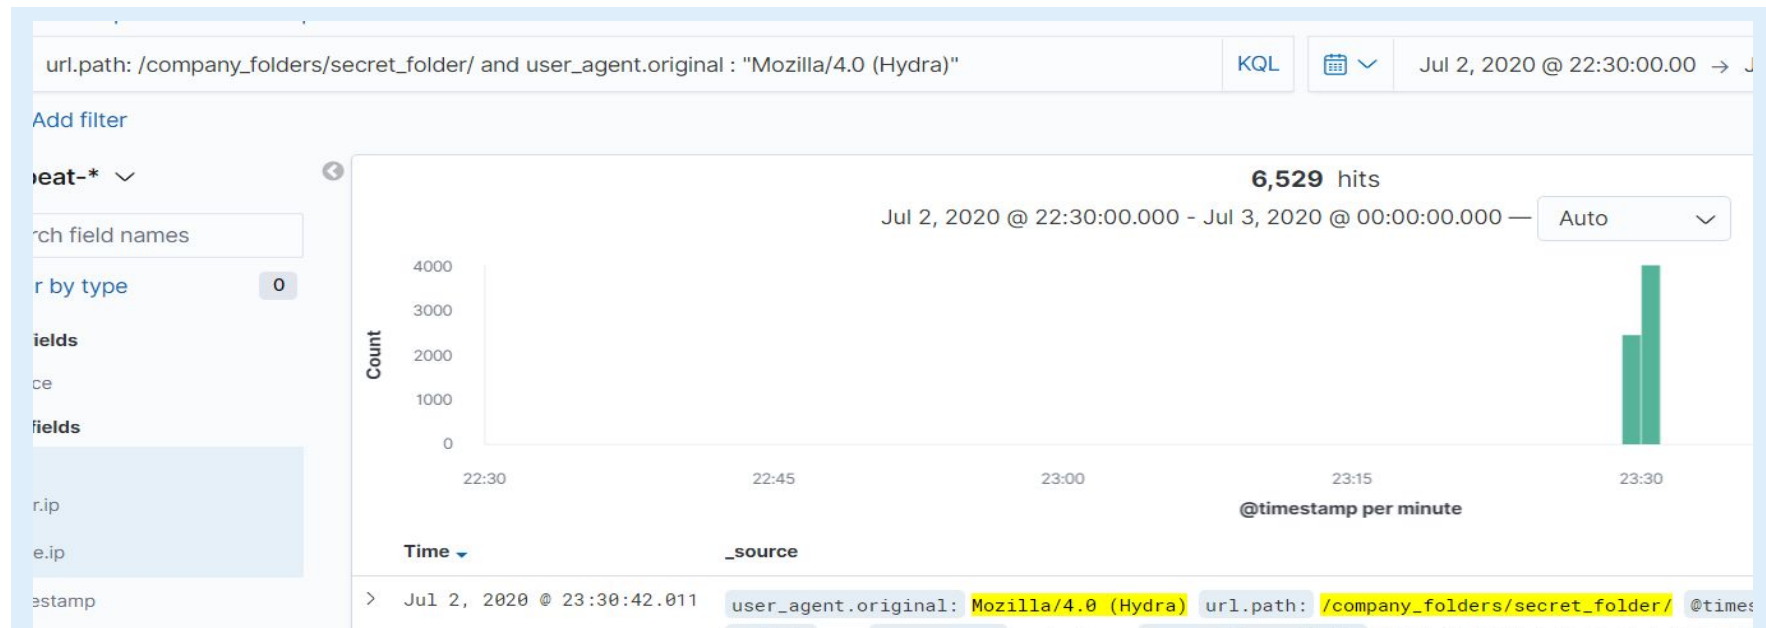 url.path: /company_folders/secret_folder/ and user_agent.original : "Mozilla/4.0 (Hydra)" KQL Jul 2, 2020 @ 22:30:00.00 → J
Add filter
eat-*
6,529 hits
Jul 2, 2020 @ 22:30:00.000 - Jul 3, 2020 @ 00:00:00.000 — Auto
rch field names
r by type 0
ields
ce
fields
r.ip
e.ip
estamp
Count
4000
3000
2000
1000
0
22:30 22:45 23:00 23:15 23:30
@timestamp per minute
Time _source
Jul 2, 2020 @ 23:30:42.011 user_agent.original: Mozilla/4.0 (Hydra) url.path: /company_folders/secret_folder/ @times